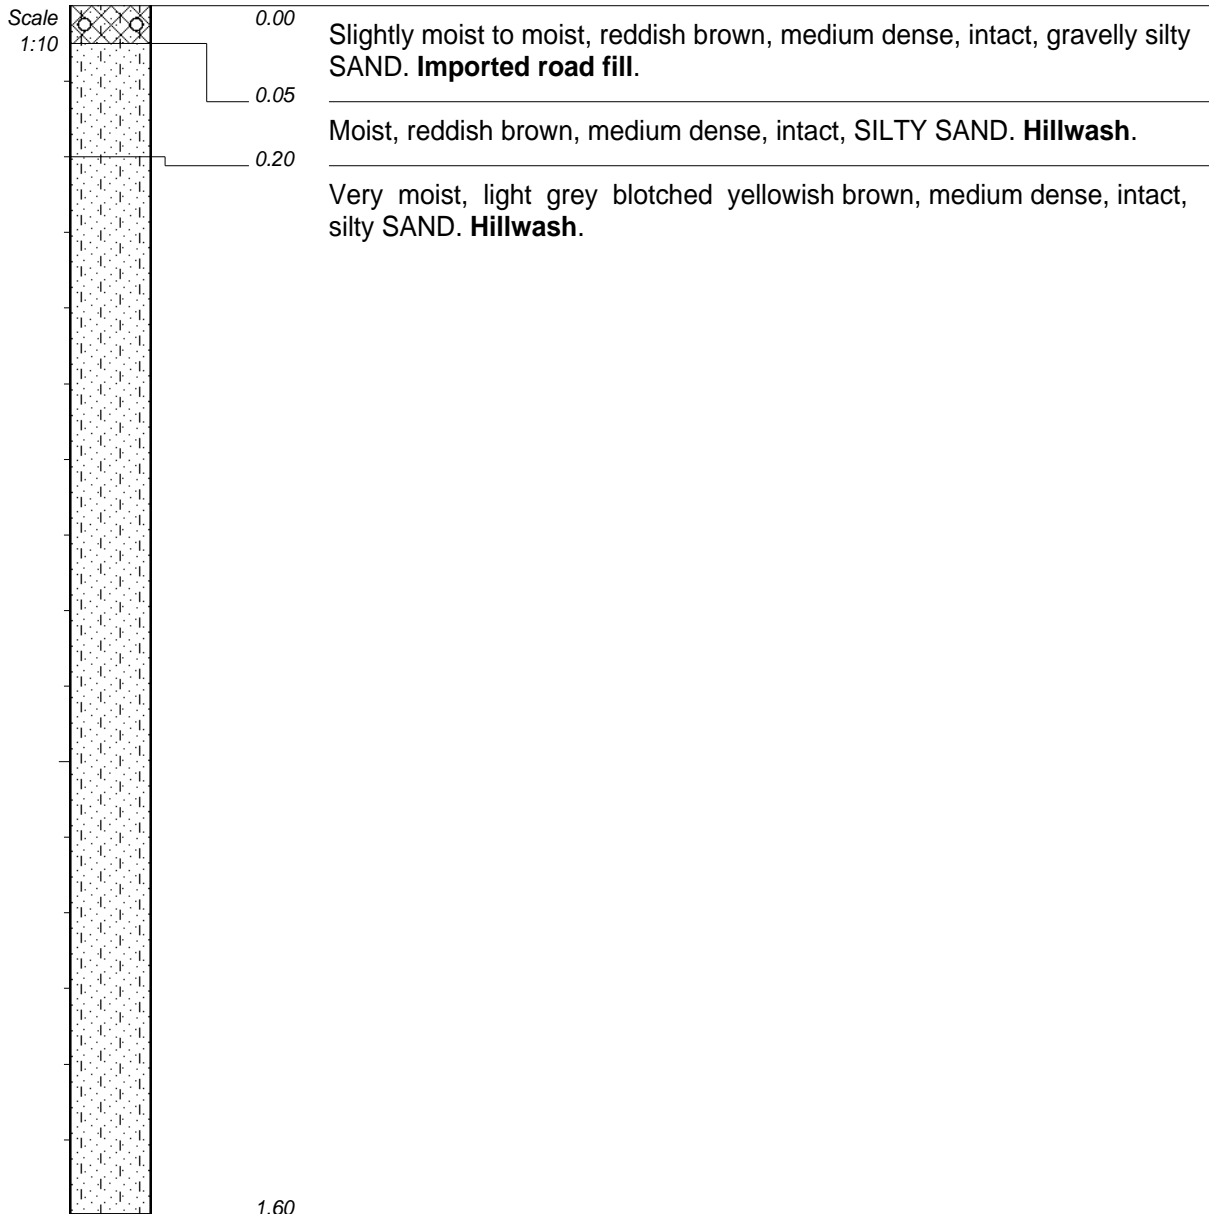 Scale
1:10
0.00
Slightly moist to moist, reddish brown, medium dense, intact, gravelly silty
SAND. Imported road fill.
0.05
Moist, reddish brown, medium dense, intact, SILTY SAND. Hillwash.
0.20
Very moist, light grey blotched yellowish brown, medium dense, intact,
silty SAND. Hillwash.
1.60